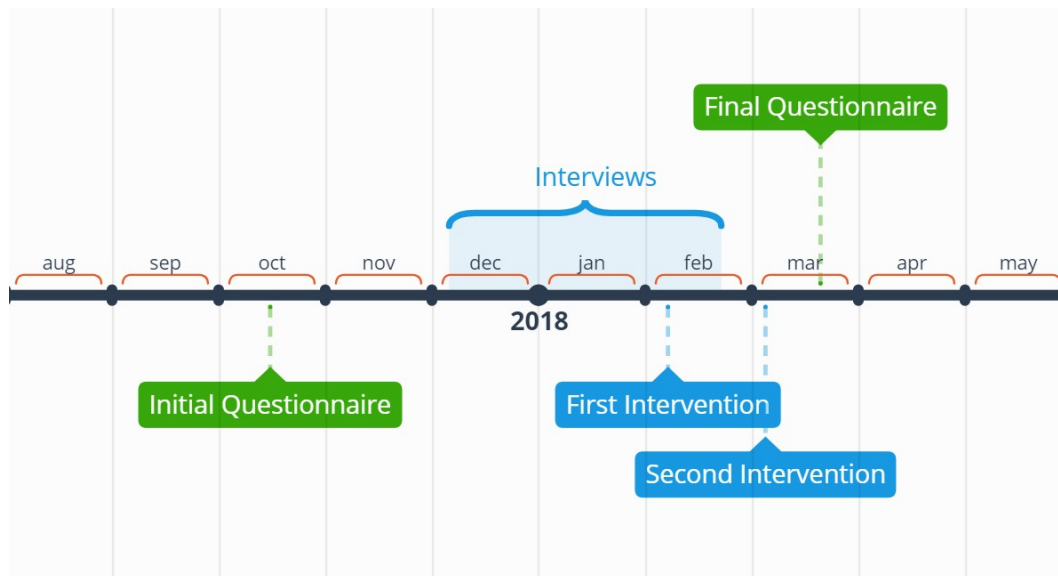 Final Questionnaire
Interviews
aug sep oct nov dec jan feb mar apr may
2018
Initial Questionnaire
First Intervention
Second Intervention